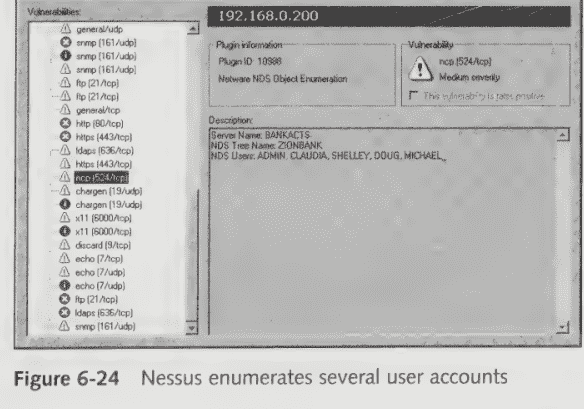 Vulnerabilities:
general/udp
snmp (161/udp)
snmp (161/udp)
snmp (161/udp)
ftp (21/tcp)
ftp (21/tcp)
general/tcp
http (80/tcp)
https (443/tcp)
ldaps (636/tcp)
https (443/tcp)
ncp (524/tcp)
chargen (19/udp)
chargen (19/udp)
x11 (6000/tcp)
x11 (6000/tcp)
discard (9/tcp)
echo (7/tcp)
echo (7/udp)
echo (7/udp)
ftp (21/tcp)
ldaps (636/tcp)
snmp (161/udp)
192.168.0.200
Plugin information
Plugin ID: 10988
Netware NDS Object Enumeration
Vulnerability
ncp (524/tcp)
Medium severity
This vulnerability is false positive
Description:
Server Name: BANKACTS
NDS Tree Name: ZIONBANK
NDS Users: ADMIN, CLAUDIA, SHELLEY, DOUG, MICHAEL,
Figure 6-24 Nessus enumerates several user accounts